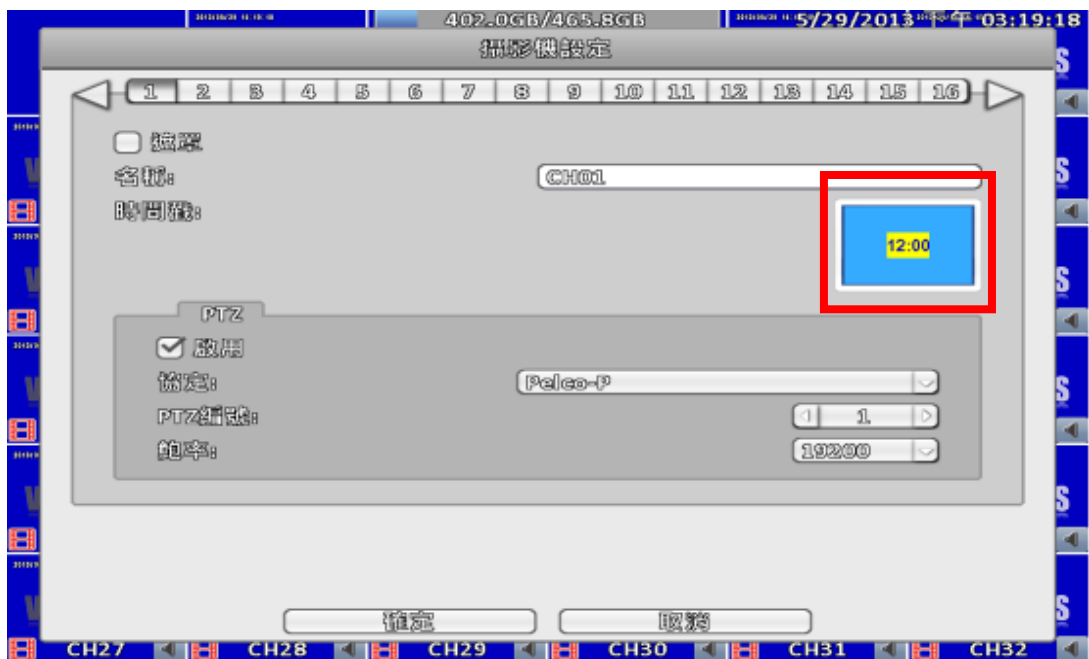 402.0GB/465.8GB
5/29/2013 下午 03:19:18
攝影機設定
1 2 3 4 5 6 7 8 9 10 11 12 13 14 15 16
遮罩
名稱: CH01
時間戳:
12:00
PTZ
啟用
協定: Pelco-P
PTZ編號: 1
鮑率: 19200
確定 取消
CH27 CH28 CH29 CH30 CH31 CH32